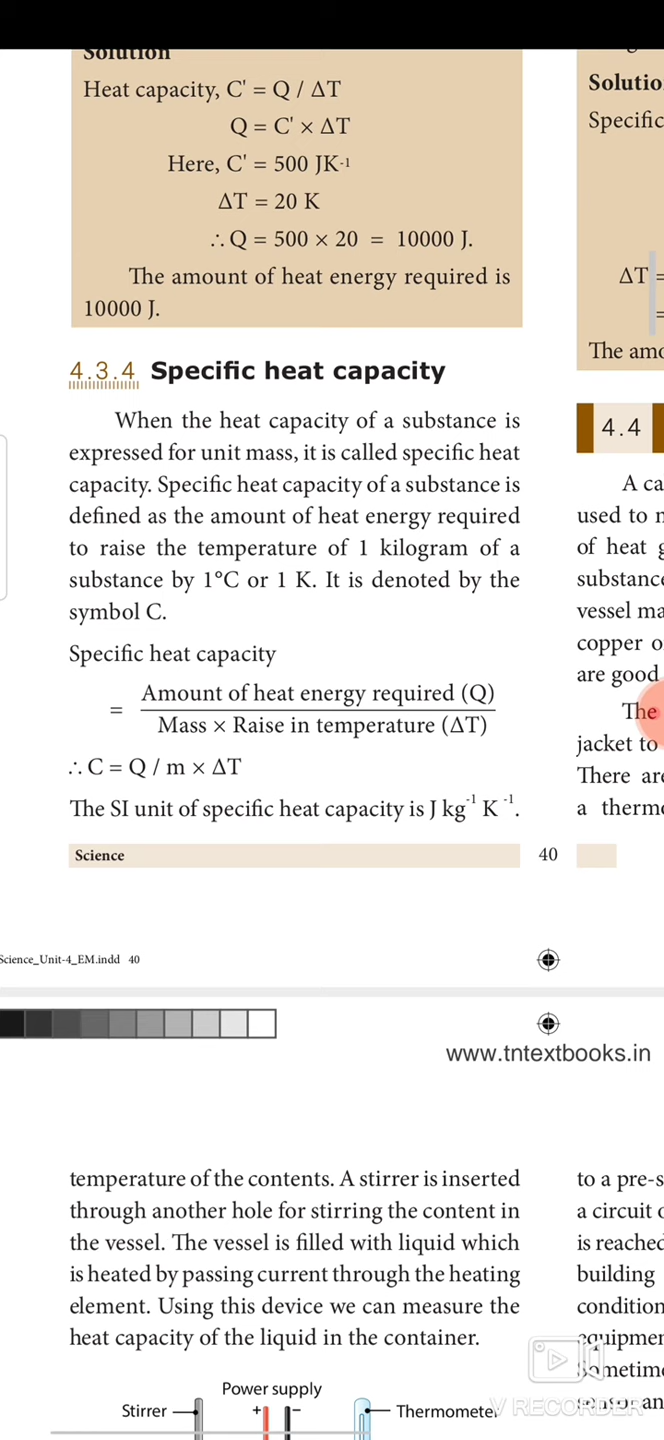 Solution
Heat capacity, C' = Q / ΔT
Q = C' × ΔT
Here, C' = 500 JK⁻¹
ΔT = 20 K
∴ Q = 500 × 20 = 10000 J.
The amount of heat energy required is
10000 J.
4.3.4 Specific heat capacity
When the heat capacity of a substance is
expressed for unit mass, it is called specific heat
capacity. Specific heat capacity of a substance is
defined as the amount of heat energy required
to raise the temperature of 1 kilogram of a
substance by 1°C or 1 K. It is denoted by the
symbol C.
Specific heat capacity
= Amount of heat energy required (Q)
Mass × Raise in temperature (ΔT)
∴ C = Q / m × ΔT
The SI unit of specific heat capacity is J kg⁻¹ K⁻¹.
Science
40
Science_Unit-4_EM.indd 40
Specific
ΔT =
=
The
4.4
A
used to
of heat
vessel
copper
are good
The
jacket to
There
a
www.tntextbooks.in
temperature of the contents. A stirrer is inserted
through another hole for stirring the content in
the vessel. The vessel is filled with liquid which
is heated by passing current through the heating
element. Using this device we can measure the
heat capacity of the liquid in the container.
Power supply
+ −
Stirrer
Thermometer
to a
a circuit
is reached
building
V RECORDER